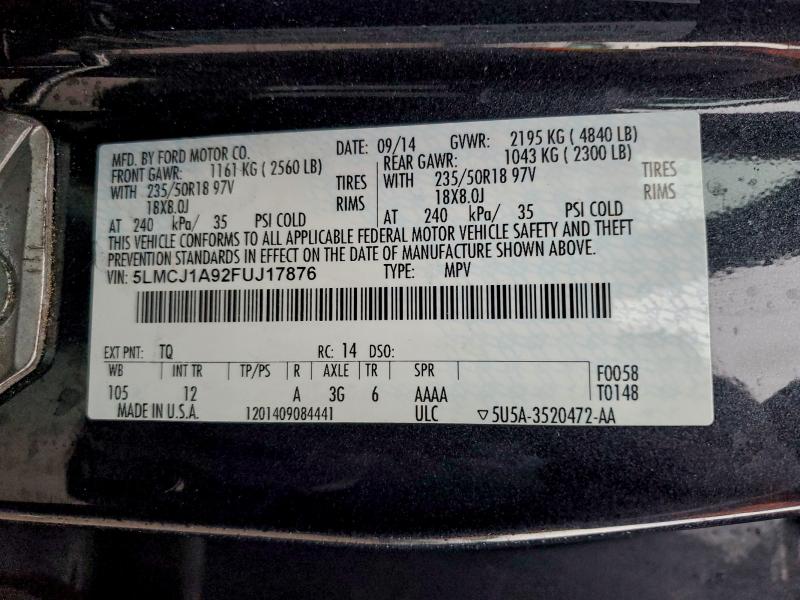 MFD. BY FORD MOTOR CO. DATE: 09/14 GVWR: 2195 KG ( 4840 LB)
FRONT GAWR: 1161 KG ( 2560 LB) REAR GAWR: 1043 KG ( 2300 LB)
WITH 235/50R18 97V TIRES WITH 235/50R18 97V TIRES
18X8.0J RIMS 18X8.0J RIMS
AT 240 kPa/ 35 PSI COLD AT 240 kPa/ 35 PSI COLD
THIS VEHICLE CONFORMS TO ALL APPLICABLE FEDERAL MOTOR VEHICLE SAFETY AND THEFT
PREVENTION STANDARDS IN EFFECT ON THE DATE OF MANUFACTURE SHOWN ABOVE.
VIN: 5LMCJ1A92FUJ17876 TYPE: MPV
EXT PNT: TQ RC: 14 DSO:
WB INT TR TP/PS R AXLE TR SPR F0058
105 12 A 3G 6 AAAA T0148
MADE IN U.S.A. 1201409084441 ULC ▽5U5A-3520472-AA